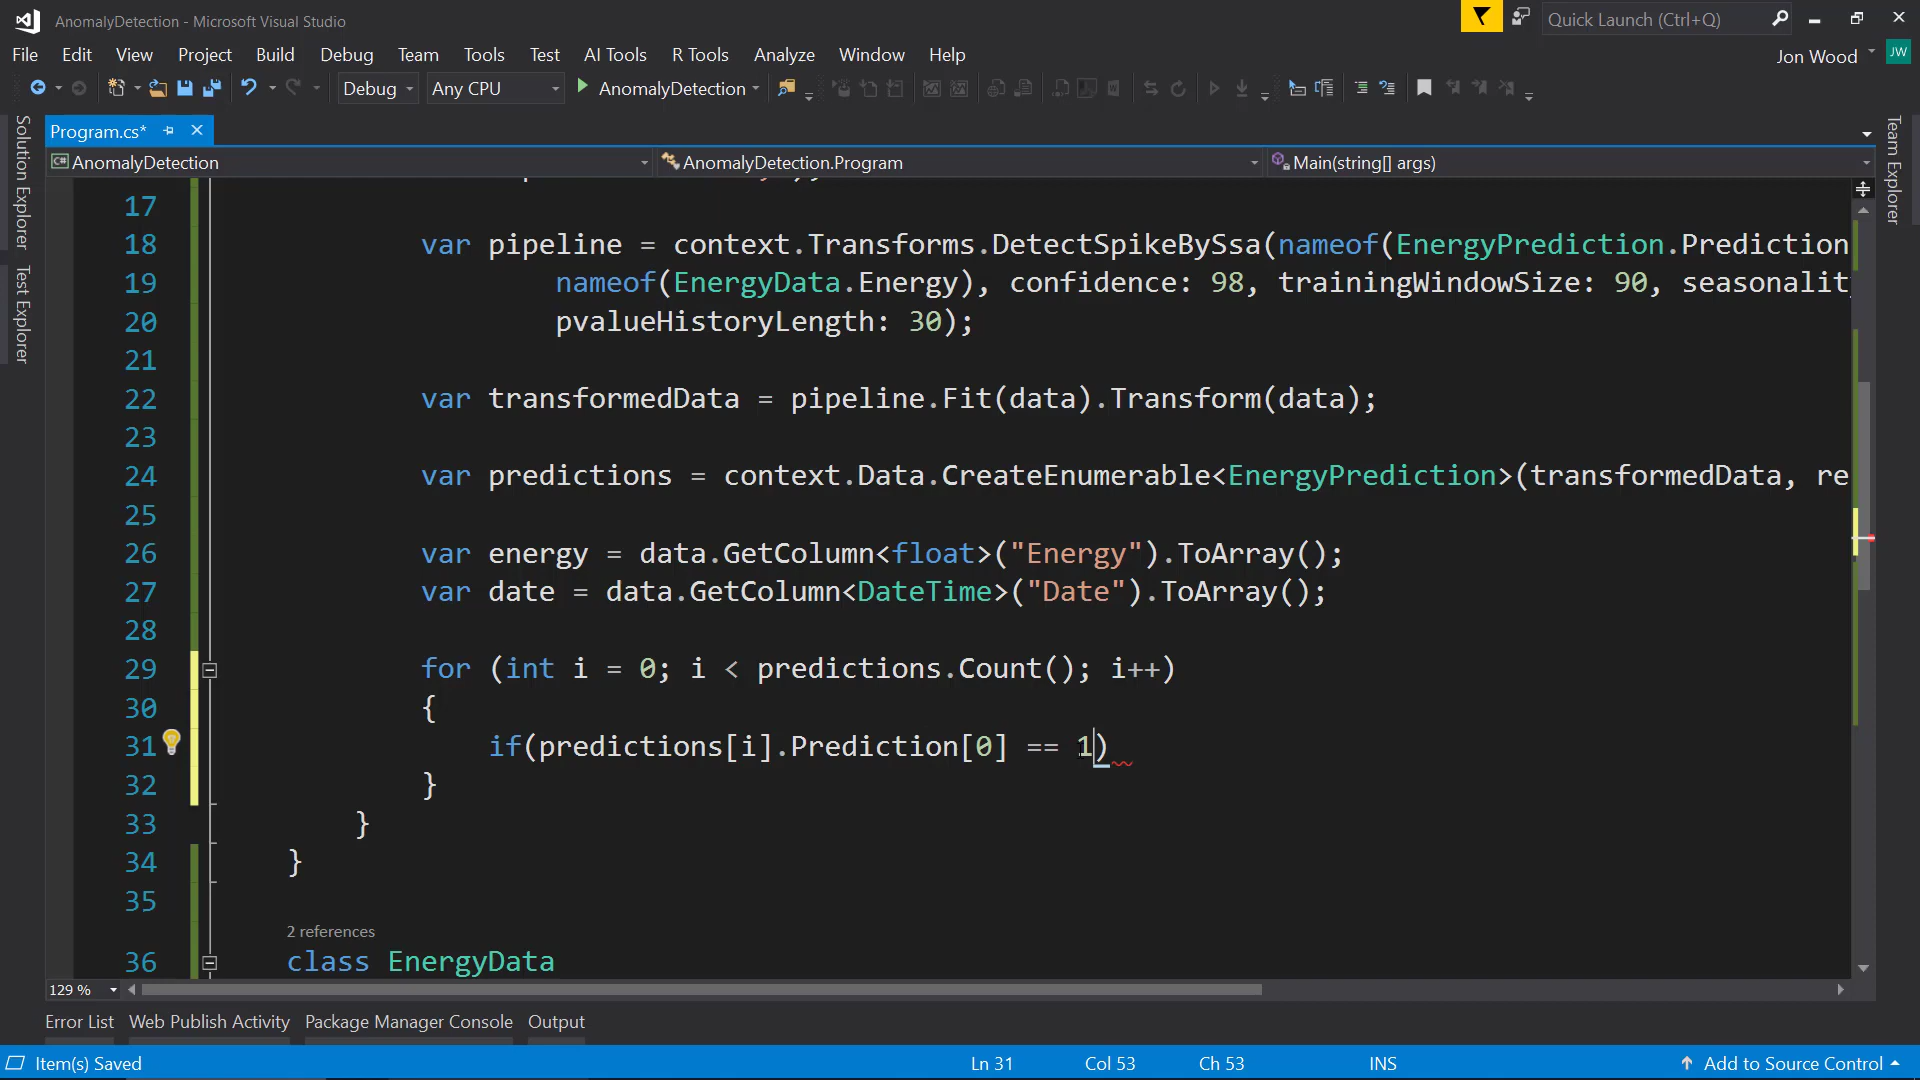 AnomalyDetection - Microsoft Visual Studio
Quick Launch (Ctrl+Q)
File Edit View Project Build Debug Team Tools Test AI Tools R Tools Analyze Window Help
Jon Wood JW
Debug Any CPU AnomalyDetection
Program.cs*
AnomalyDetection AnomalyDetection.Program Main(string[] args)
Solution Explorer
Test Explorer
Team Explorer
17
18 var pipeline = context.Transforms.DetectSpikeBySsa(nameof(EnergyPrediction.Prediction
19 nameof(EnergyData.Energy), confidence: 98, trainingWindowSize: 90, seasonalit
20 pvalueHistoryLength: 30);
21
22 var transformedData = pipeline.Fit(data).Transform(data);
23
24 var predictions = context.Data.CreateEnumerable<EnergyPrediction>(transformedData, re
25
26 var energy = data.GetColumn<float>("Energy").ToArray();
27 var date = data.GetColumn<DateTime>("Date").ToArray();
28
29 for (int i = 0; i < predictions.Count(); i++)
30 {
31 if(predictions[i].Prediction[0] == 1)
32 }
33 }
34 }
35
2 references
36 class EnergyData
129 %
Error List Web Publish Activity Package Manager Console Output
Item(s) Saved Ln 31 Col 53 Ch 53 INS Add to Source Control